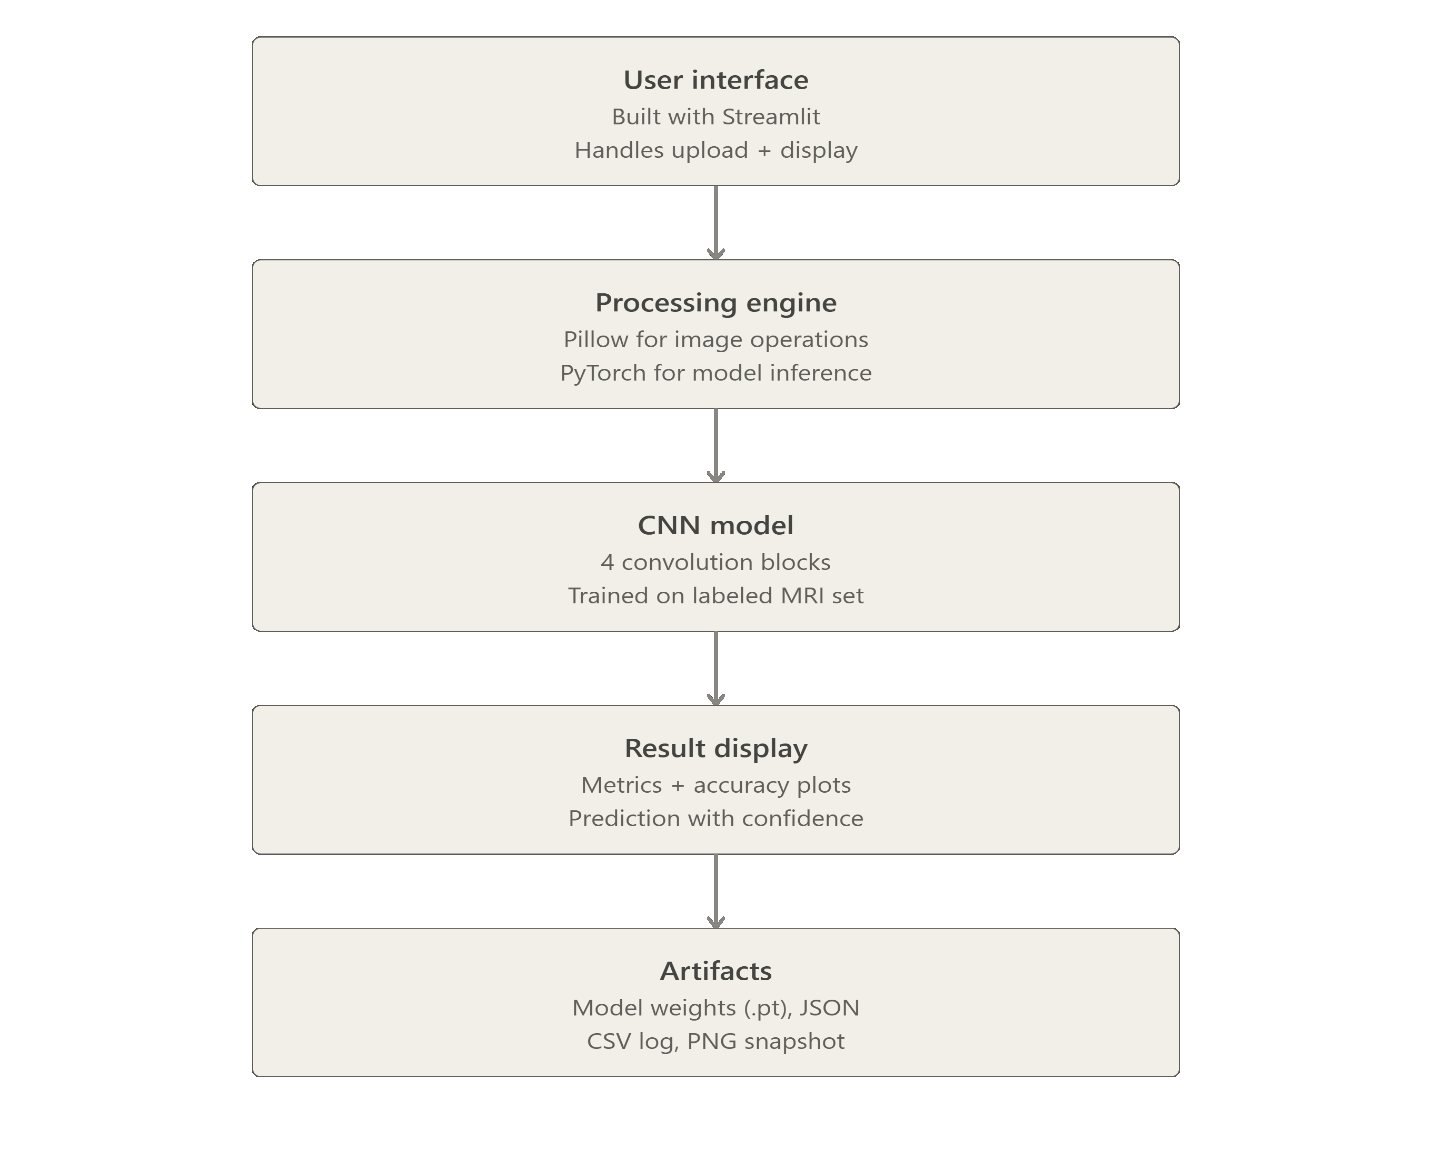 User interface
Built with Streamlit
Handles upload + display
Processing engine
Pillow for image operations
PyTorch for model inference
CNN model
4 convolution blocks
Trained on labeled MRI set
Result display
Metrics + accuracy plots
Prediction with confidence
Artifacts
Model weights (.pt), JSON
CSV log, PNG snapshot